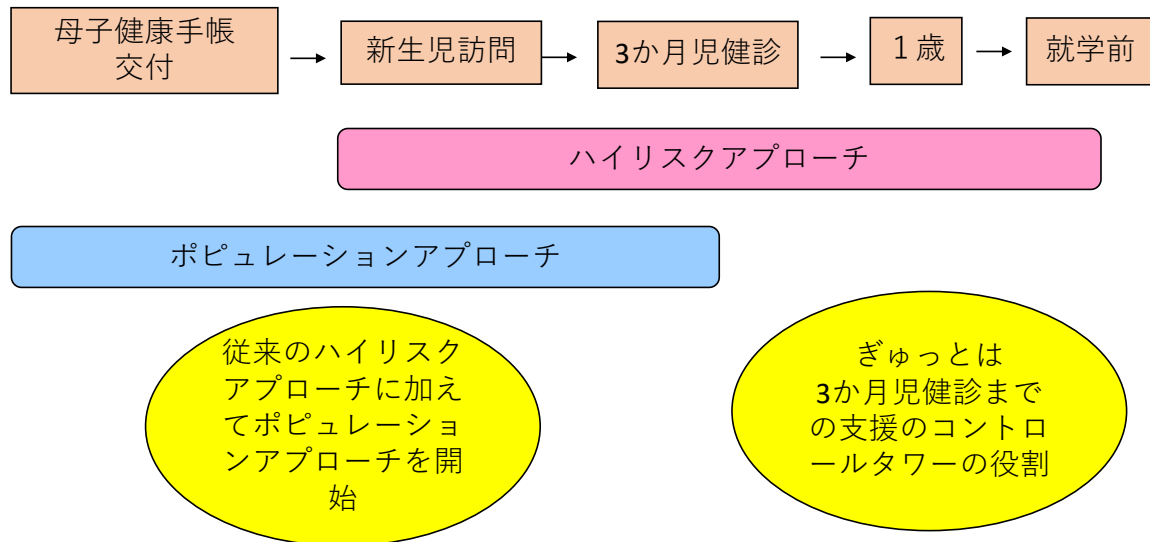 母子健康手帳
交付
新生児訪問
3か月児健診
１歳
就学前
ハイリスクアプローチ
ポピュレーションアプローチ
従来のハイリスク
アプローチに加え
てポピュレーショ
ンアプローチを開
始
ぎゅっとは
3か月児健診まで
の支援のコントロ
ールタワーの役割